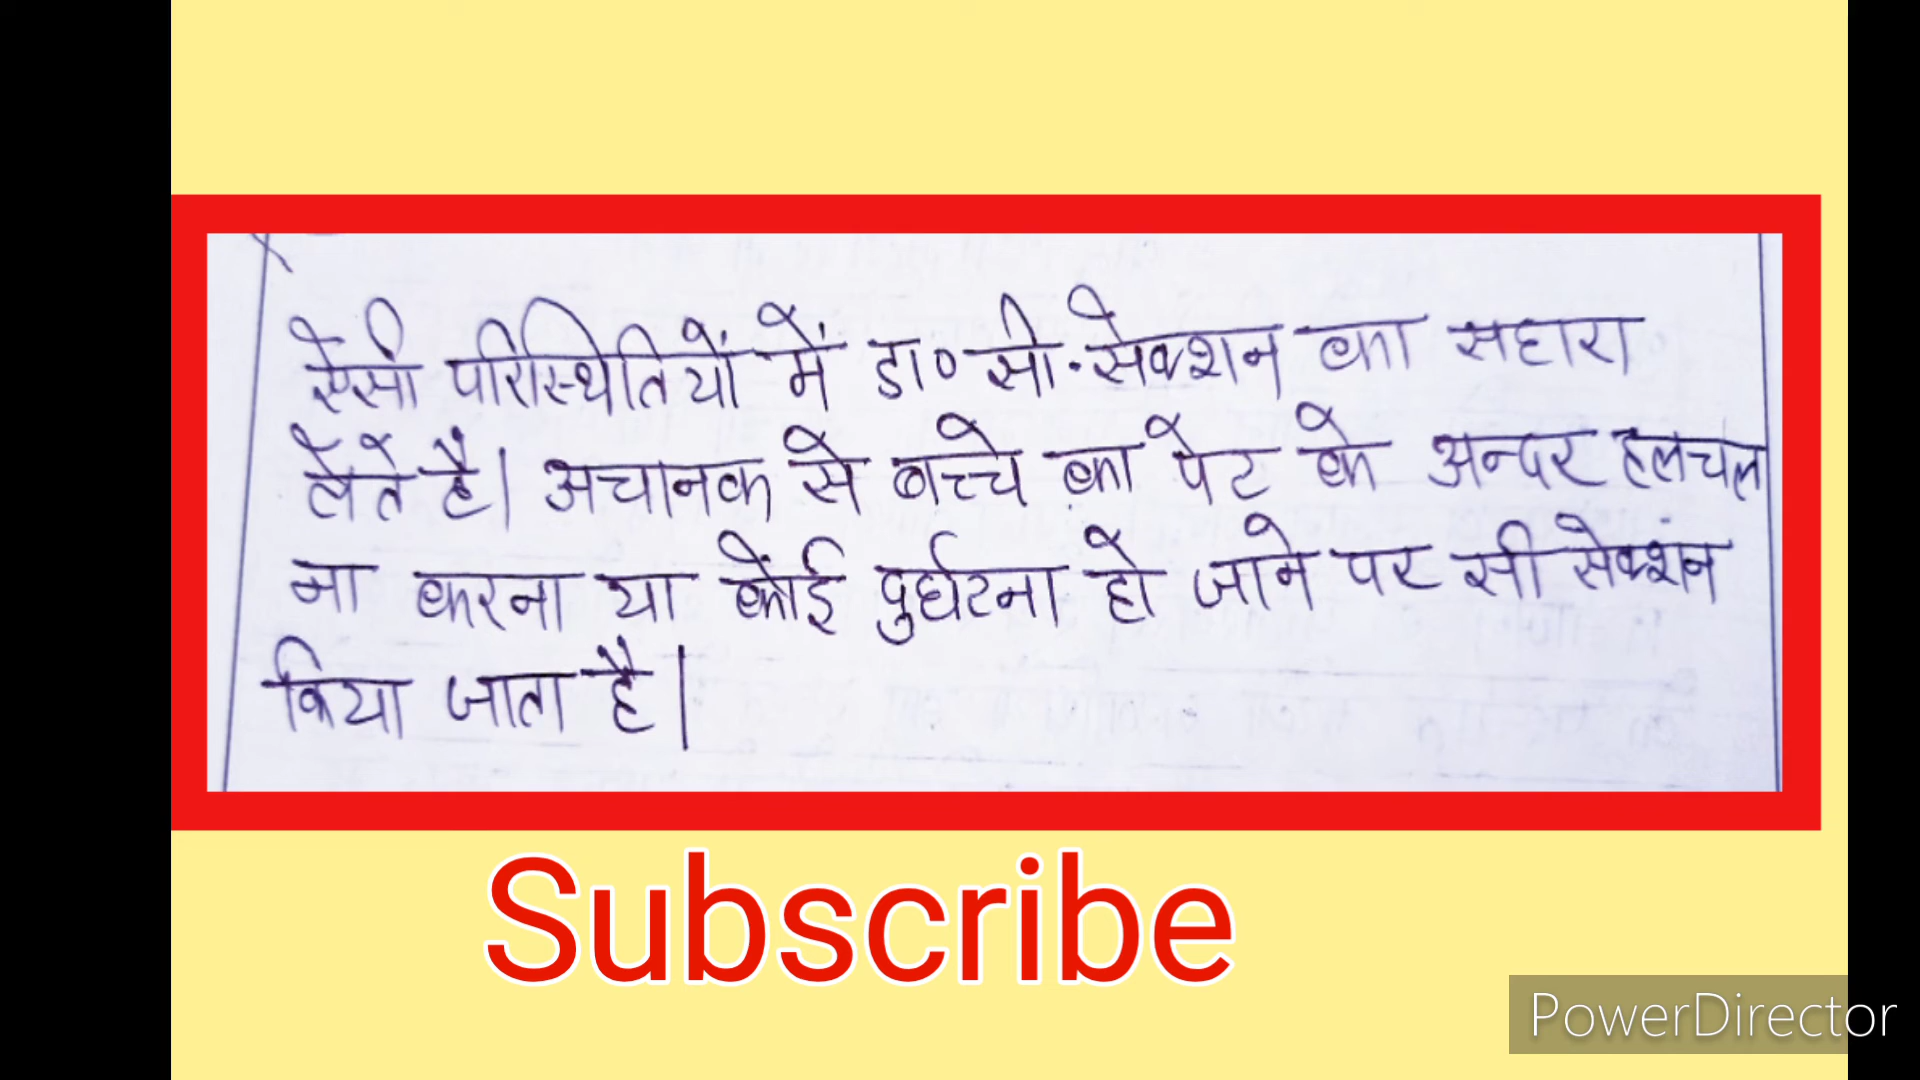 ऐसी परिस्थितियों में डा० सी.सेक्शन का सहारा
लेते है। अचानक से बच्चे का पेट के अन्दर हलचल
ना करना या कोई दुर्घटना हो जाने पर सी सेक्शन
किया जाता है।
Subscribe
PowerDirector